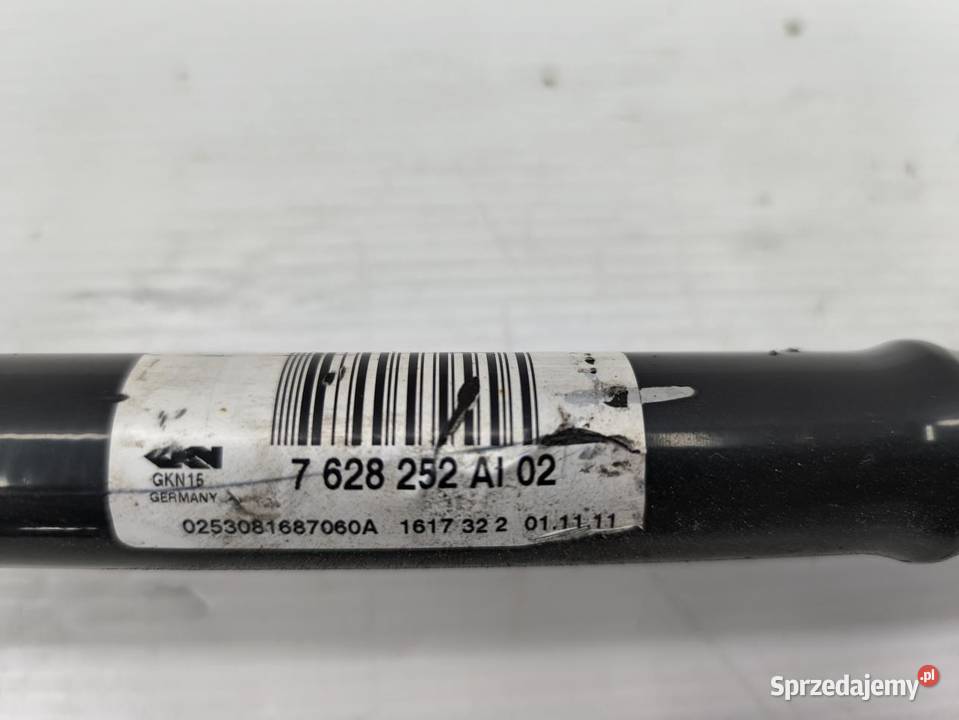 GKN
7 628 252 AI 02
GKN15
GERMANY
0253081687060A 1617 32 2 01.11.11
Sprzedajemy.pl